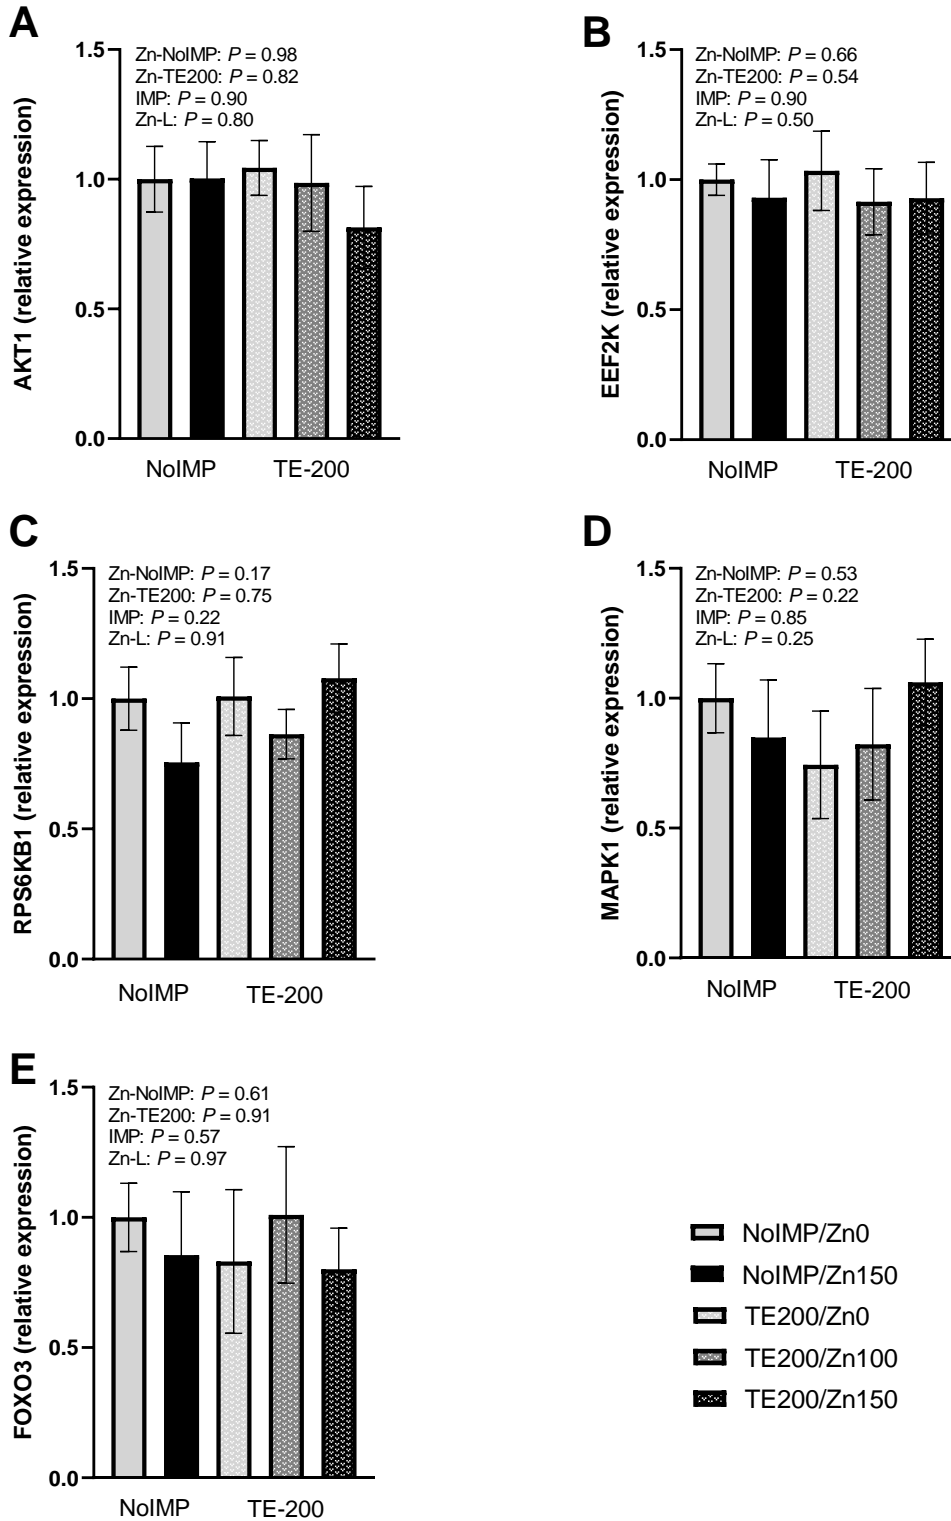 A
AKT1 (relative expression)
1.5
1.0
0.5
0.0
Zn-NoIMP: P = 0.98
Zn-TE200: P = 0.82
IMP: P = 0.90
Zn-L: P = 0.80
NoIMP TE-200
B
EEF2K (relative expression)
1.5
1.0
0.5
0.0
Zn-NoIMP: P = 0.66
Zn-TE200: P = 0.54
IMP: P = 0.90
Zn-L: P = 0.50
NoIMP TE-200
C
RPS6KB1 (relative expression)
1.5
1.0
0.5
0.0
Zn-NoIMP: P = 0.17
Zn-TE200: P = 0.75
IMP: P = 0.22
Zn-L: P = 0.91
NoIMP TE-200
D
MAPK1 (relative expression)
1.5
1.0
0.5
0.0
Zn-NoIMP: P = 0.53
Zn-TE200: P = 0.22
IMP: P = 0.85
Zn-L: P = 0.25
NoIMP TE-200
E
FOXO3 (relative expression)
1.5
1.0
0.5
0.0
Zn-NoIMP: P = 0.61
Zn-TE200: P = 0.91
IMP: P = 0.57
Zn-L: P = 0.97
NoIMP TE-200
NoIMP/Zn0
NoIMP/Zn150
TE200/Zn0
TE200/Zn100
TE200/Zn150